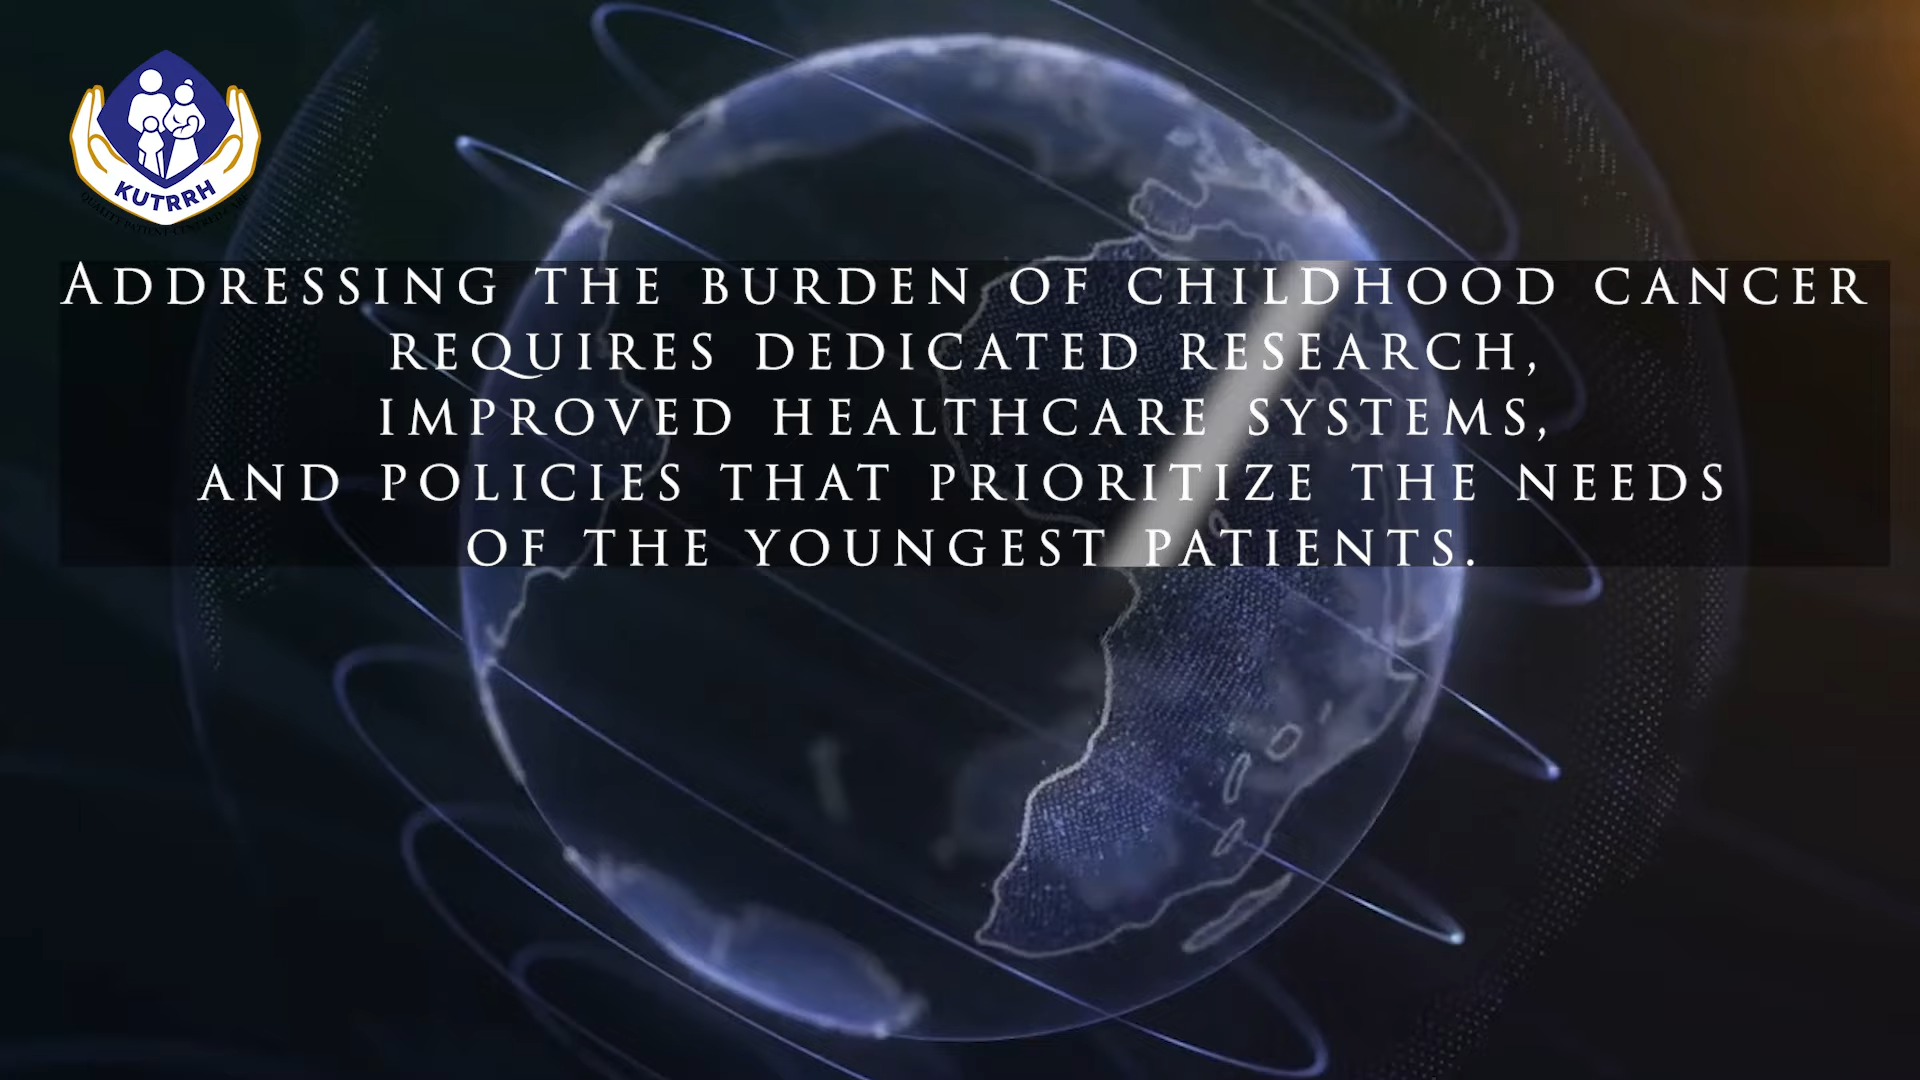 KUTRRH
ADDRESSING THE BURDEN OF CHILDHOOD CANCER
REQUIRES DEDICATED RESEARCH,
IMPROVED HEALTHCARE SYSTEMS,
AND POLICIES THAT PRIORITIZE THE NEEDS
OF THE YOUNGEST PATIENTS.